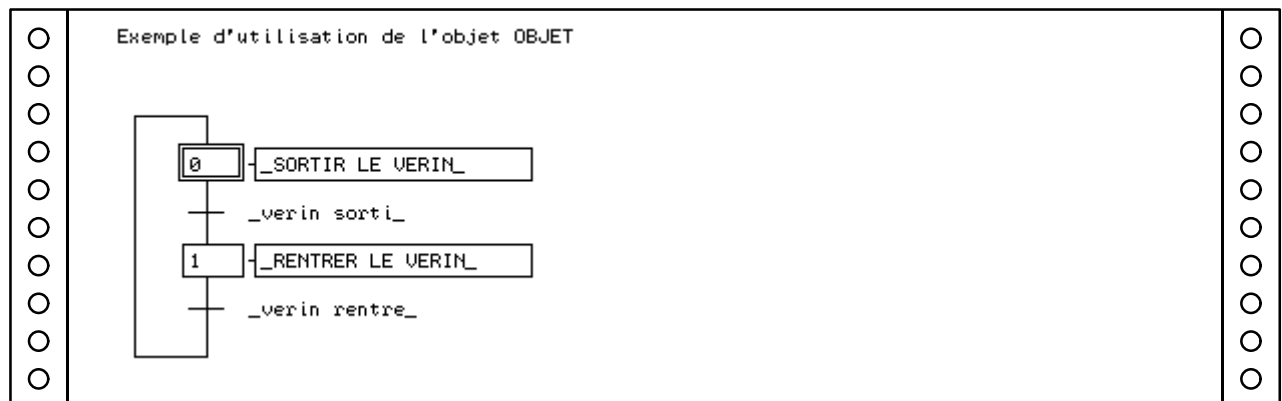 Exemple d'utilisation de l'objet OBJET
0 _SORTIR LE VERIN_
_verin sorti_
1 _RENTRER LE VERIN_
_verin rentre_